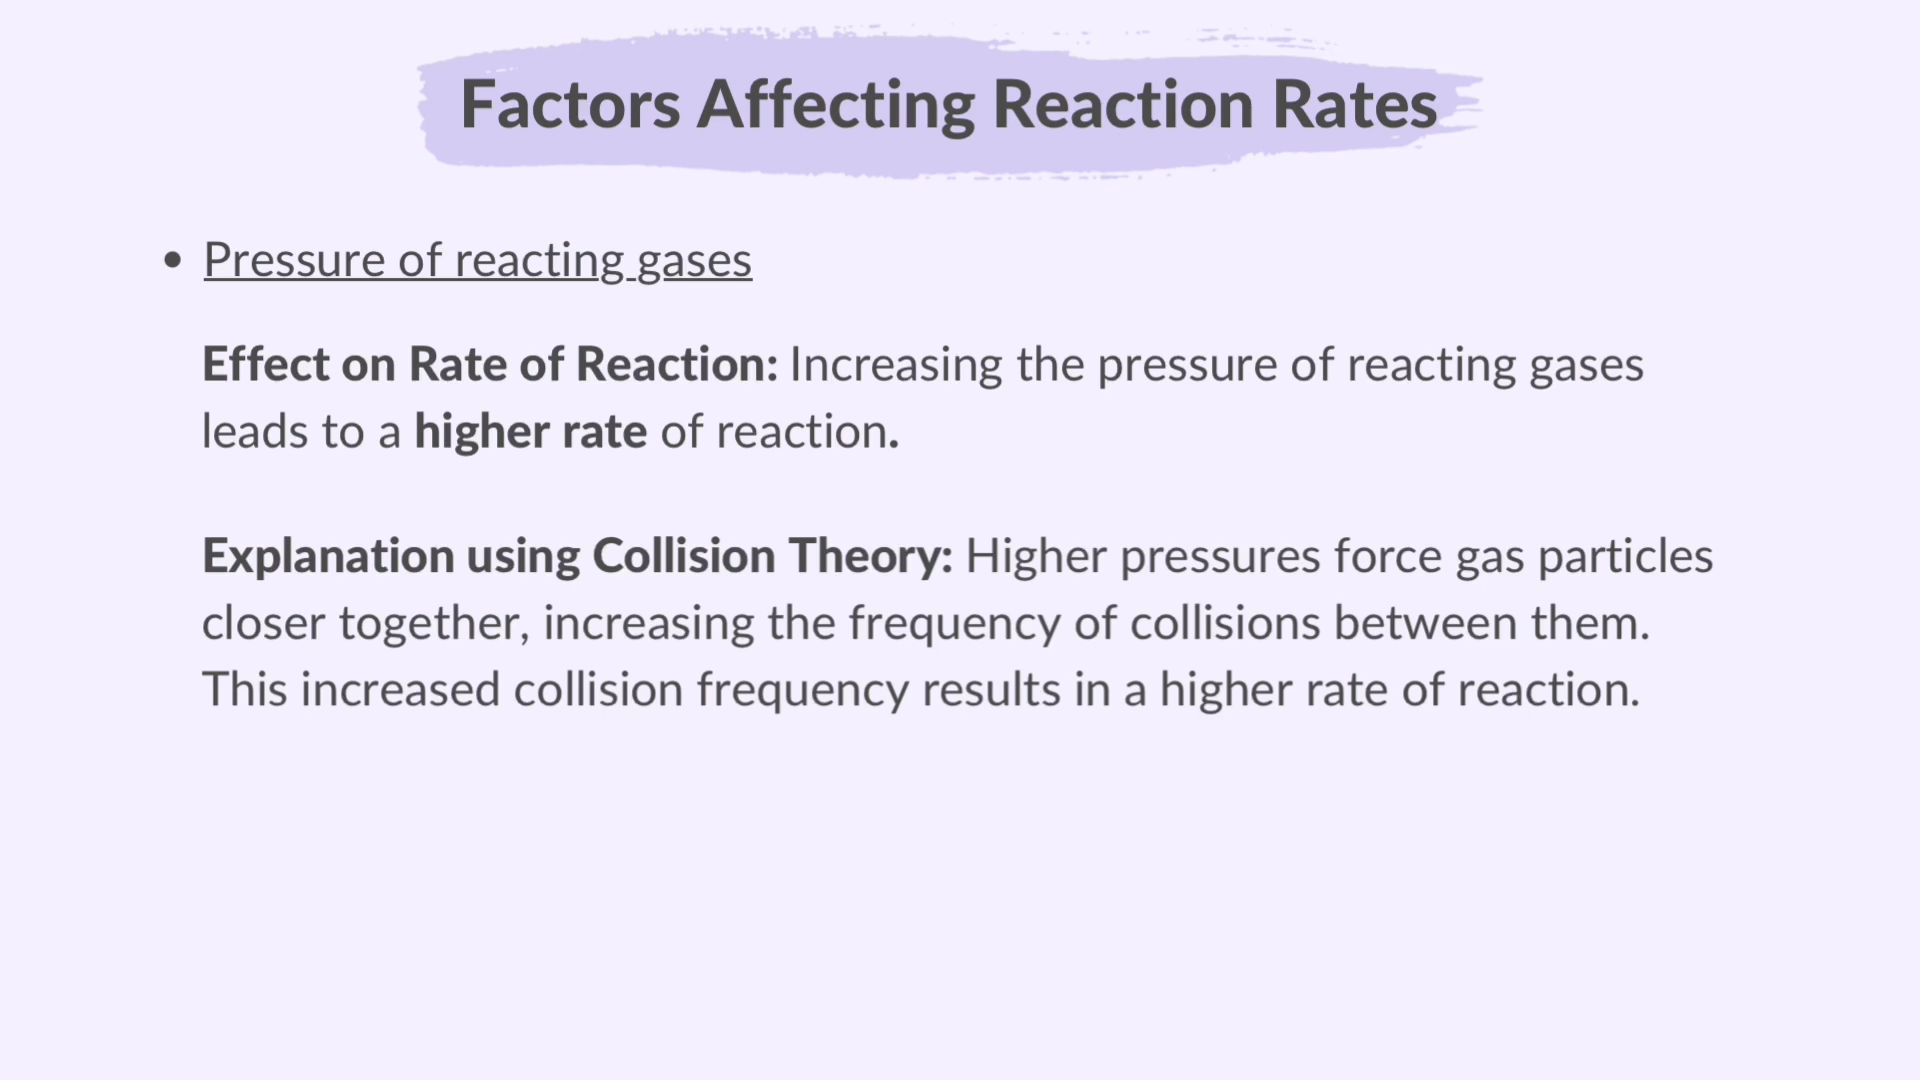 Factors Affecting Reaction Rates
• Pressure of reacting gases
Effect on Rate of Reaction: Increasing the pressure of reacting gases
leads to a higher rate of reaction.
Explanation using Collision Theory: Higher pressures force gas particles
closer together, increasing the frequency of collisions between them.
This increased collision frequency results in a higher rate of reaction.